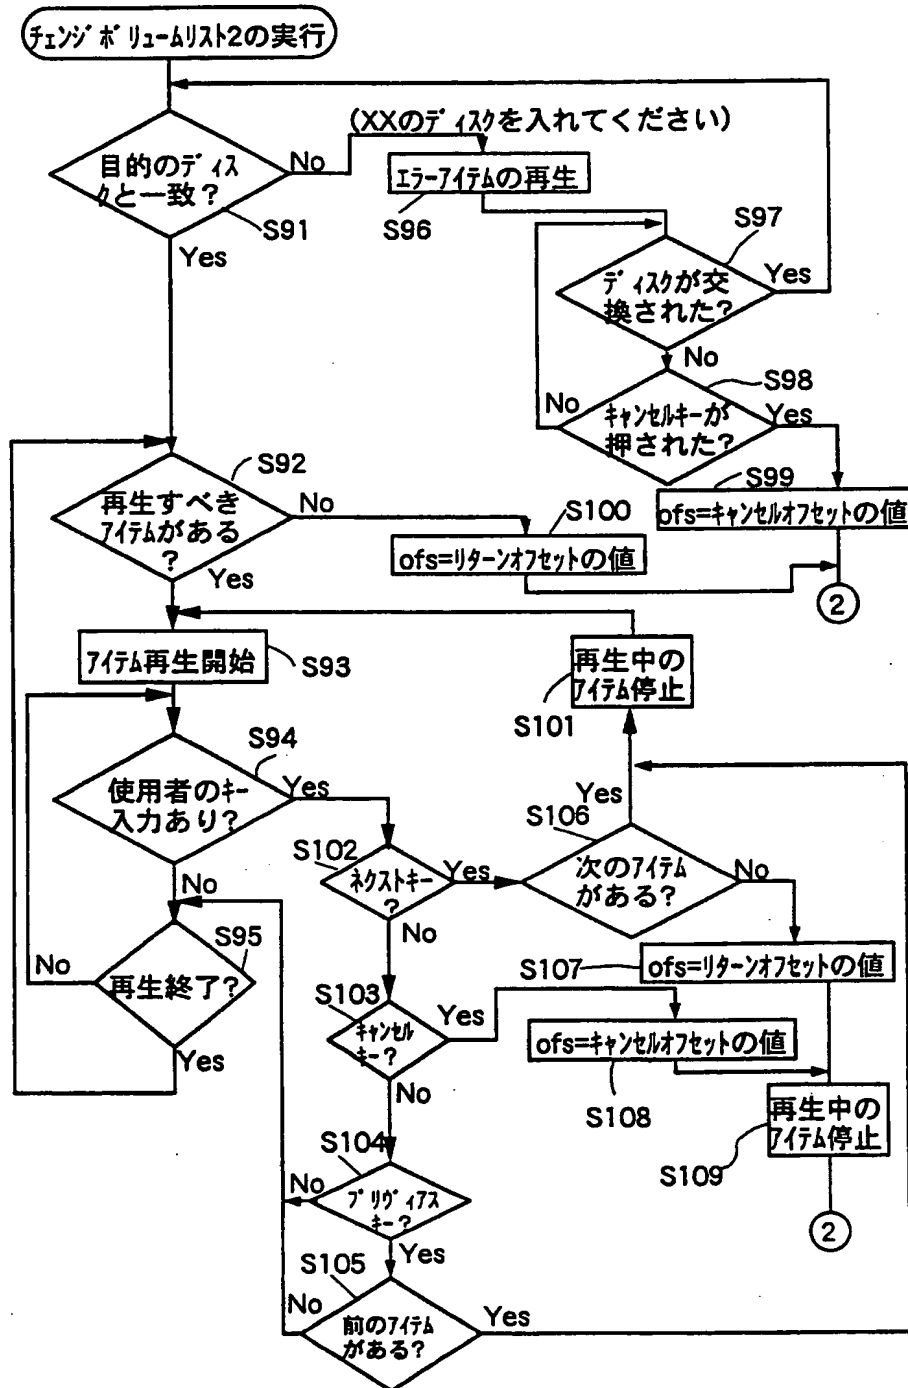 チェンジボリュームリスト2の実行
(XXのディスクを入れてください)
目的のディス
クと一致?
No
S91
Yes
エラーアイテムの再生
S96
S97
ディスクが交
換された?
Yes
No
S98
キャンセルキーが
押された?
No
Yes
S99
ofs=キャンセルオフセットの値
2
S92
再生すべき
アイテムがある
?
No
Yes
S100
ofs=リターンオフセットの値
アイテム再生開始
S93
再生中の
アイテム停止
S101
S94
使用者のキー
入力あり?
Yes
No
S102
ネクストキー
?
Yes
No
S106
次のアイテム
がある?
Yes
No
S95
再生終了?
No
Yes
S107
ofs=リターンオフセットの値
S103
キャンセル
キー?
Yes
No
ofs=キャンセルオフセットの値
S108
再生中の
アイテム停止
S109
2
S104
プリヴィアス
キー?
No
Yes
S105
前のアイテム
がある?
No
Yes